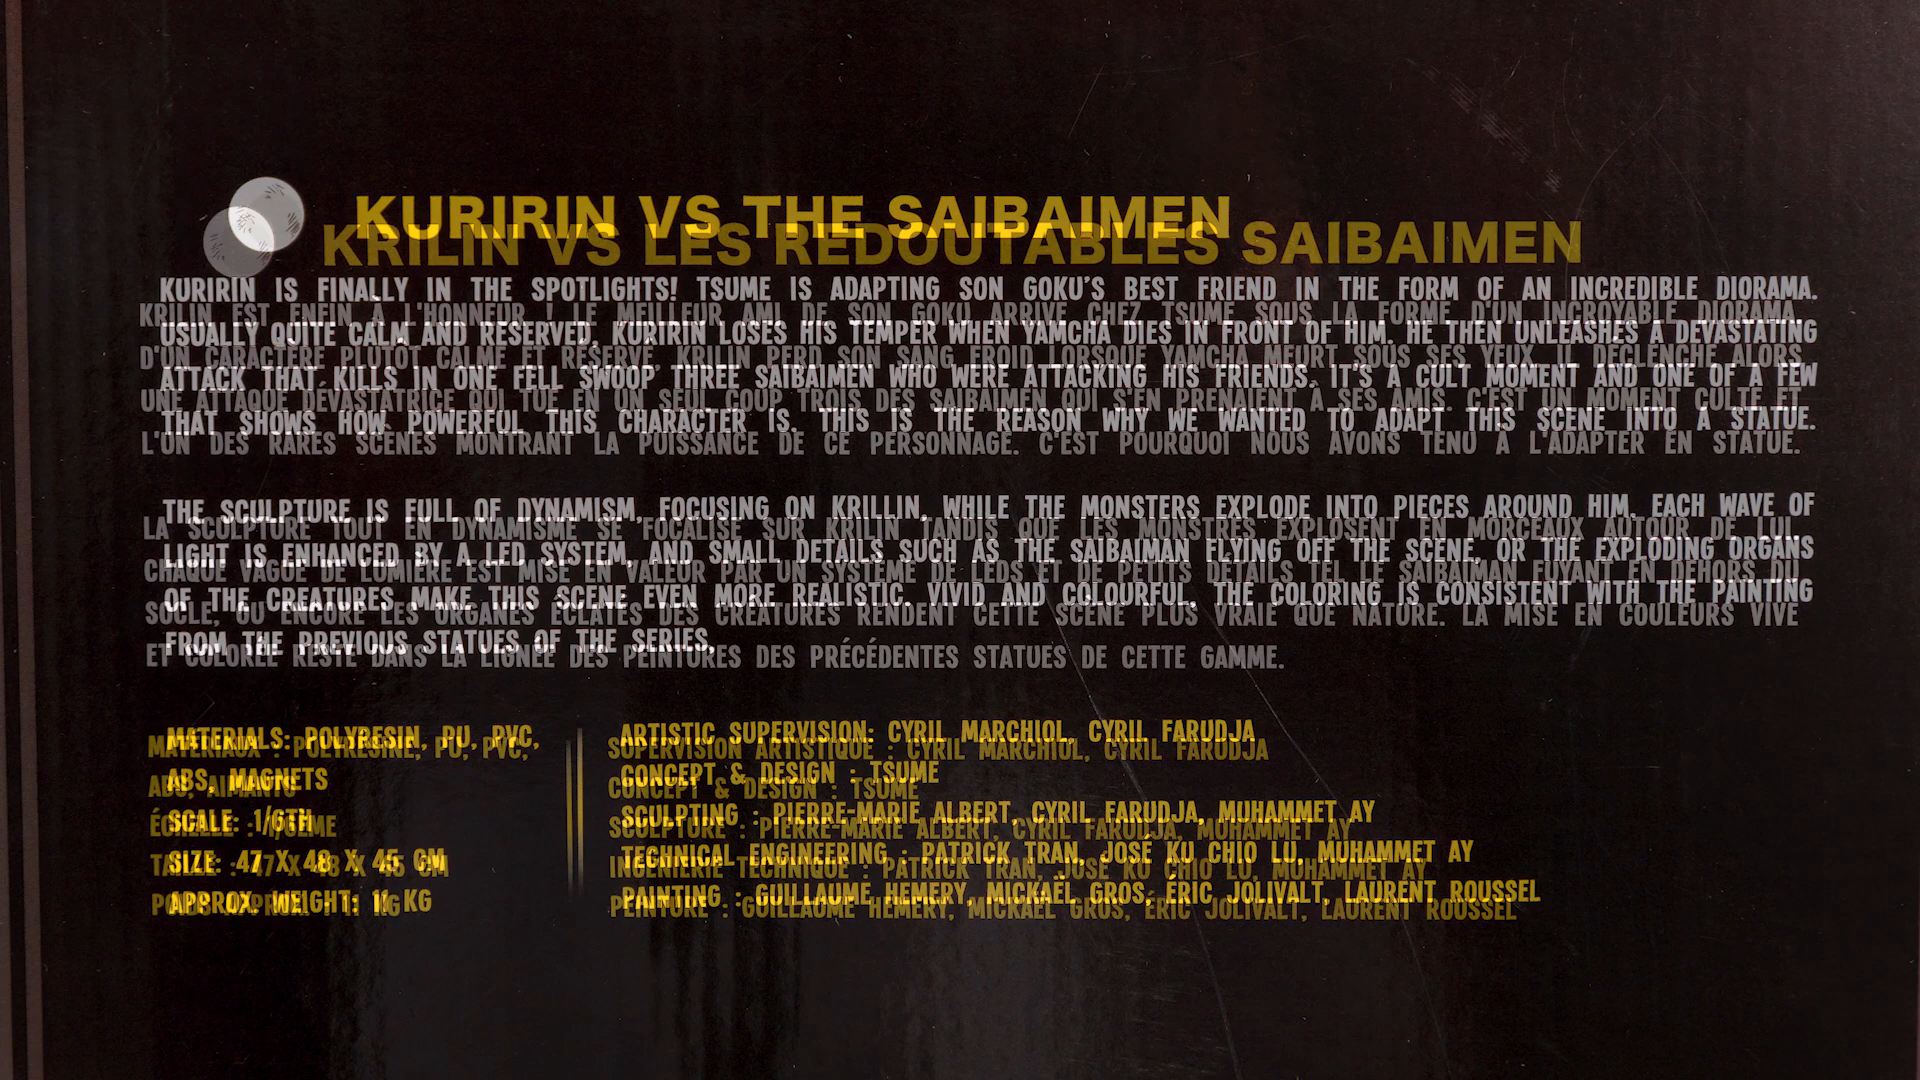 KURIRIN VS THE SAIBAIMEN
KURIRIN IS FINALLY IN THE SPOTLIGHTS! TSUME IS ADAPTING SON GOKU'S BEST FRIEND IN THE FORM OF AN INCREDIBLE DIORAMA.
USUALLY QUITE CALM AND RESERVED, KURIRIN LOSES HIS TEMPER WHEN YAMCHA DIES IN FRONT OF HIM. HE THEN UNLEASHES A DEVASTATING
ATTACK THAT KILLS IN ONE FELL SWOOP THREE SAIBAIMEN WHO WERE ATTACKING HIS FRIENDS. IT'S A CULT MOMENT AND ONE OF A FEW
THAT SHOWS HOW POWERFUL THIS CHARACTER IS. THIS IS THE REASON WHY WE WANTED TO ADAPT THIS SCENE INTO A STATUE.
THE SCULPTURE IS FULL OF DYNAMISM, FOCUSING ON KRILLIN, WHILE THE MONSTERS EXPLODE INTO PIECES AROUND HIM. EACH WAVE OF
LIGHT IS ENHANCED BY A LED SYSTEM, AND SMALL DETAILS SUCH AS THE SAIBAIMAN FLYING OFF THE SCENE, OR THE EXPLODING ORGANS
OF THE CREATURES MAKE THIS SCENE EVEN MORE REALISTIC. VIVID AND COLOURFUL, THE COLORING IS CONSISTENT WITH THE PAINTING
FROM THE PREVIOUS STATUES OF THE SERIES.
MATERIALS: POLYRESIN, PU, PVC,
ABS, MAGNETS
SCALE: 1/6TH
SIZE: 47 X 48 X 45 CM
APPROX. WEIGHT: 11 KG
ARTISTIC SUPERVISION: CYRIL MARCHIOL, CYRIL FARUDJA
CONCEPT & DESIGN : TSUME
SCULPTING : PIERRE-MARIE ALBERT, CYRIL FARUDJA, MUHAMMET AY
TECHNICAL ENGINEERING : PATRICK TRAN, JOSÉ KU CHIO LU, MUHAMMET AY
PAINTING : GUILLAUME HEMERY, MICKAËL GROS, ÉRIC JOLIVALT, LAURENT ROUSSEL
KRILIN VS LES REDOUTABLES SAIBAIMEN
KRILIN EST ENFIN À L'HONNEUR ! LE MEILLEUR AMI DE SON GOKU ARRIVE CHEZ TSUME SOUS LA FORME D'UN INCROYABLE DIORAMA.
D'UN CARACTÈRE PLUTÔT CALME ET RÉSERVÉ, KRILIN PERD SON SANG FROID LORSQUE YAMCHA MEURT SOUS SES YEUX. IL DÉCLENCHE ALORS
UNE ATTAQUE DÉVASTATRICE QUI TUE EN UN SEUL COUP TROIS DES SAIBAIMEN QUI S'EN PRENAIENT À SES AMIS. C'EST UN MOMENT CULTE ET
L'UN DES RARES SCÈNES MONTRANT LA PUISSANCE DE CE PERSONNAGE. C'EST POURQUOI NOUS AVONS TENU À L'ADAPTER EN STATUE.
LA SCULPTURE TOUT EN DYNAMISME SE FOCALISE SUR KRILIN TANDIS QUE LES MONSTRES EXPLOSENT EN MORCEAUX AUTOUR DE LUI.
CHAQUE VAGUE DE LUMIÈRE EST MISE EN VALEUR PAR UN SYSTÈME DE LEDS ET DE PETITS DÉTAILS TEL LE SAIBAIMAN FUYANT EN DEHORS DU
SOCLE, OU ENCORE LES ORGANES ÉCLATÉS DES CRÉATURES RENDENT CETTE SCÈNE PLUS VRAIE QUE NATURE. LA MISE EN COULEURS VIVE
ET COLORÉE RESTE DANS LA LIGNÉE DES PEINTURES DES PRÉCÉDENTES STATUES DE CETTE GAMME.
MATÉRIAUX : POLYRÉSINE, PU, PVC,
ABS, AIMANTS
ÉCHELLE : 1/6ÈME
TAILLE : 47 X 48 X 45 CM
POIDS APPROX. : 11 KG
SUPERVISION ARTISTIQUE : CYRIL MARCHIOL, CYRIL FARUDJA
CONCEPT & DESIGN : TSUME
SCULPTURE : PIERRE-MARIE ALBERT, CYRIL FARUDJA, MUHAMMET AY
INGÉNIERIE TECHNIQUE : PATRICK TRAN, JOSÉ KU CHIO LU, MUHAMMET AY
PEINTURE : GUILLAUME HEMERY, MICKAËL GROS, ÉRIC JOLIVALT, LAURENT ROUSSEL